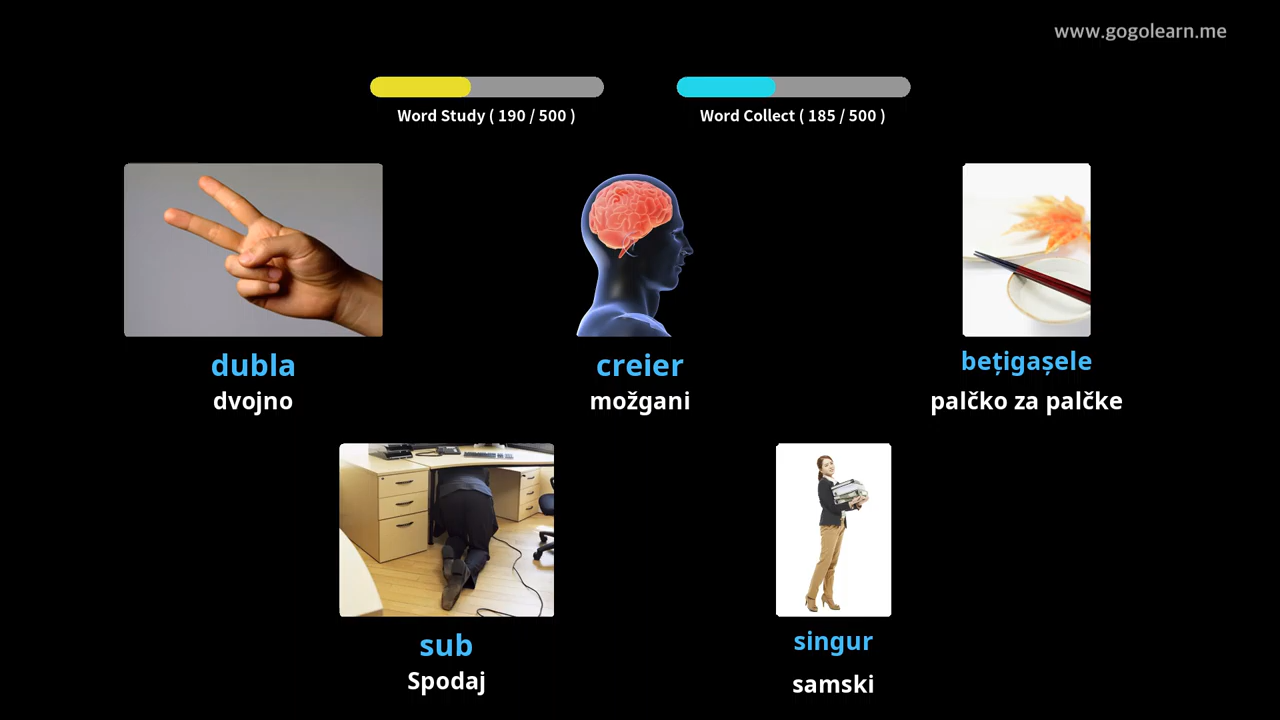 www.gogolearn.me
Word Study ( 190 / 500 )
Word Collect ( 185 / 500 )
dubla
dvojno
creier
možgani
bețigașele
palčko za palčke
sub
Spodaj
singur
samski